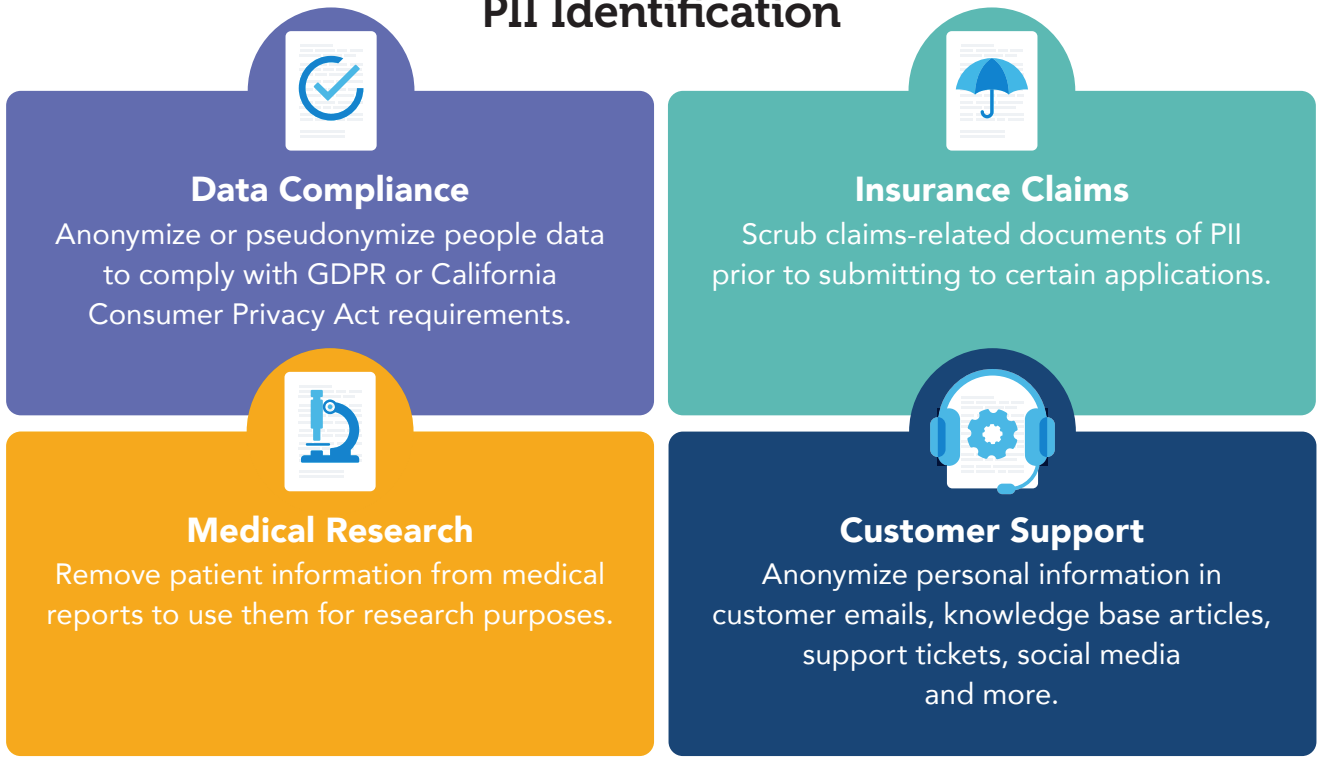 PII Identification
Data Compliance
Anonymize or pseudonymize people data
to comply with GDPR or California
Consumer Privacy Act requirements.
Insurance Claims
Scrub claims-related documents of PII
prior to submitting to certain applications.
Medical Research
Remove patient information from medical
reports to use them for research purposes.
Customer Support
Anonymize personal information in
customer emails, knowledge base articles,
support tickets, social media
and more.